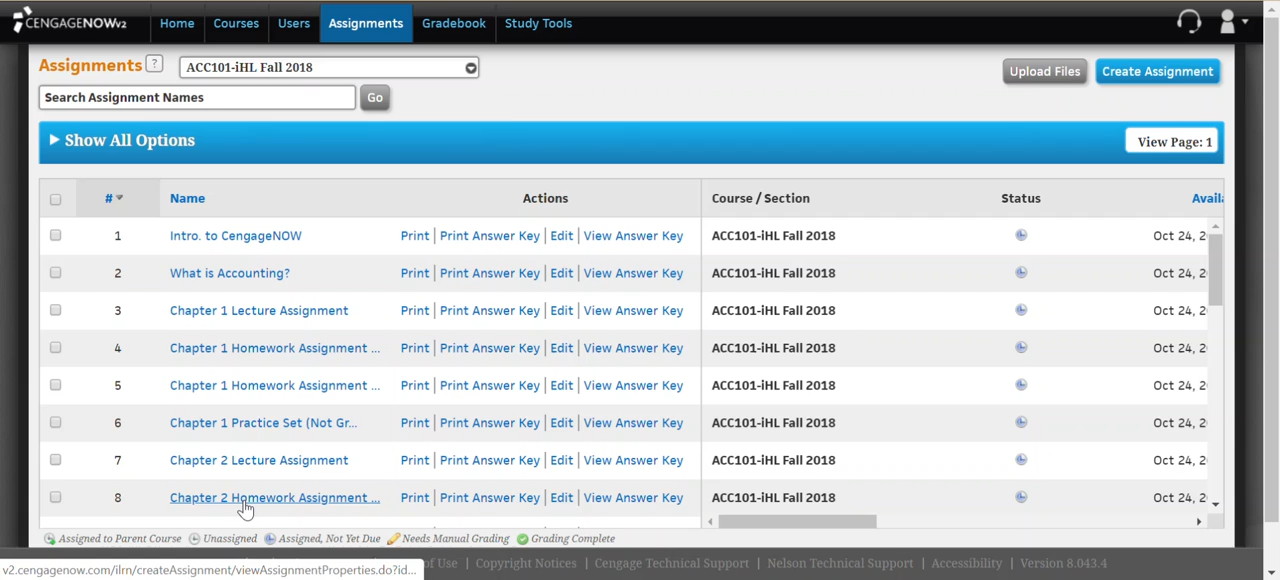 CENGAGENOWv2 Home Courses Users Assignments Gradebook Study Tools
Assignments ? ACC101-iHL Fall 2018 Upload Files Create Assignment
Search Assignment Names Go
Show All Options View Page: 1
# Name Actions Course / Section Status Availa
1 Intro. to CengageNOW Print | Print Answer Key | Edit | View Answer Key ACC101-iHL Fall 2018 Oct 24, 2
2 What is Accounting? Print | Print Answer Key | Edit | View Answer Key ACC101-iHL Fall 2018 Oct 24, 2
3 Chapter 1 Lecture Assignment Print | Print Answer Key | Edit | View Answer Key ACC101-iHL Fall 2018 Oct 24, 2
4 Chapter 1 Homework Assignment ... Print | Print Answer Key | Edit | View Answer Key ACC101-iHL Fall 2018 Oct 24, 2
5 Chapter 1 Homework Assignment ... Print | Print Answer Key | Edit | View Answer Key ACC101-iHL Fall 2018 Oct 24, 2
6 Chapter 1 Practice Set (Not Gr... Print | Print Answer Key | Edit | View Answer Key ACC101-iHL Fall 2018 Oct 24, 2
7 Chapter 2 Lecture Assignment Print | Print Answer Key | Edit | View Answer Key ACC101-iHL Fall 2018 Oct 24, 2
8 Chapter 2 Homework Assignment ... Print | Print Answer Key | Edit | View Answer Key ACC101-iHL Fall 2018 Oct 24, 2
Assigned to Parent Course Unassigned Assigned, Not Yet Due Needs Manual Grading Grading Complete
of Use | Copyright Notices | Cengage Technical Support | Nelson Technical Support | Accessibility | Version 8.043.4
v2.cengagenow.com/ilrn/createAssignment/viewAssignmentProperties.do?id...